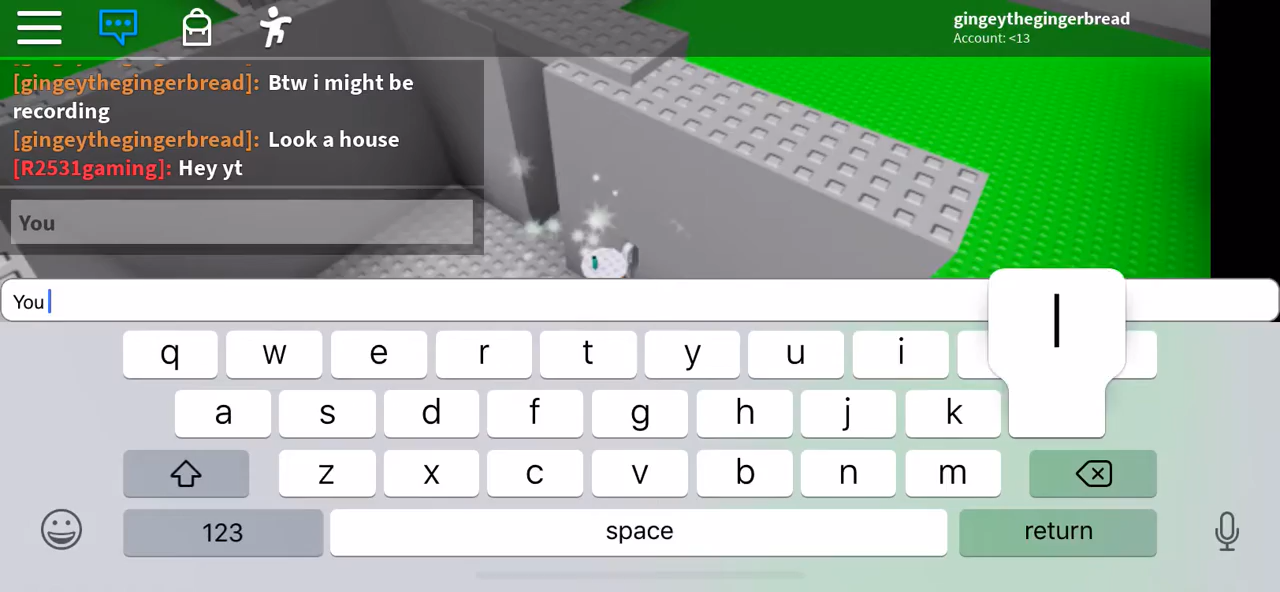 gingeythegingerbread
Account: <13
[gingeythegingerbread]: Btw i might be
recording
[gingeythegingerbread]: Look a house
[R2531gaming]: Hey yt
You
You
q w e r t y u i
a s d f g h j k l
z x c v b n m
123 space return